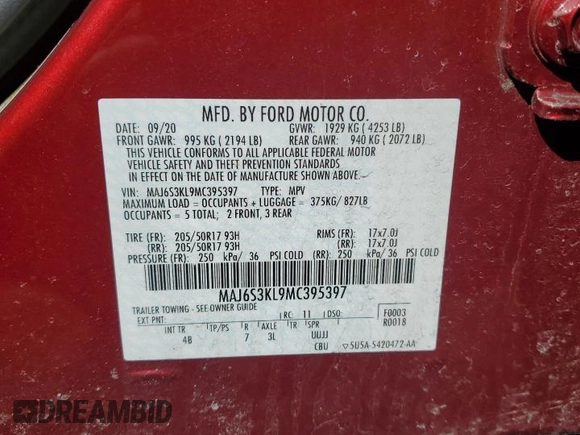 MFD. BY FORD MOTOR CO.
DATE: 09/20 GVWR: 1929 KG ( 4253 LB)
FRONT GAWR: 995 KG ( 2194 LB) REAR GAWR: 940 KG ( 2072 LB)
THIS VEHICLE CONFORMS TO ALL APPLICABLE FEDERAL MOTOR
VEHICLE SAFETY AND THEFT PREVENTION STANDARDS
IN EFFECT ON THE DATE OF MANUFACTURE SHOWN ABOVE
VIN: MAJ6S3KL9MC395397 TYPE: MPV
MAXIMUM LOAD = OCCUPANTS + LUGGAGE = 375KG/ 827LB
OCCUPANTS = 5 TOTAL; 2 FRONT, 3 REAR
TIRE (FR): 205/50R17 93H RIMS (FR): 17x7.0J
(RR): 205/50R17 93H (RR): 17x7.0J
PRESSURE (FR): 250 kPa/ 36 PSI COLD (RR): 250 kPa/ 36 PSI COLD
MAJ6S3KL9MC395397
TRAILER TOWING - SEE OWNER GUIDE
EXT PNT: RC: 11 DSO: F0003
R0018
INT TR TP/PS R AXLE TR SPR
4B 7 3L UUJJ
CBU ▽5U5A-5420472-AA
DREAMBID